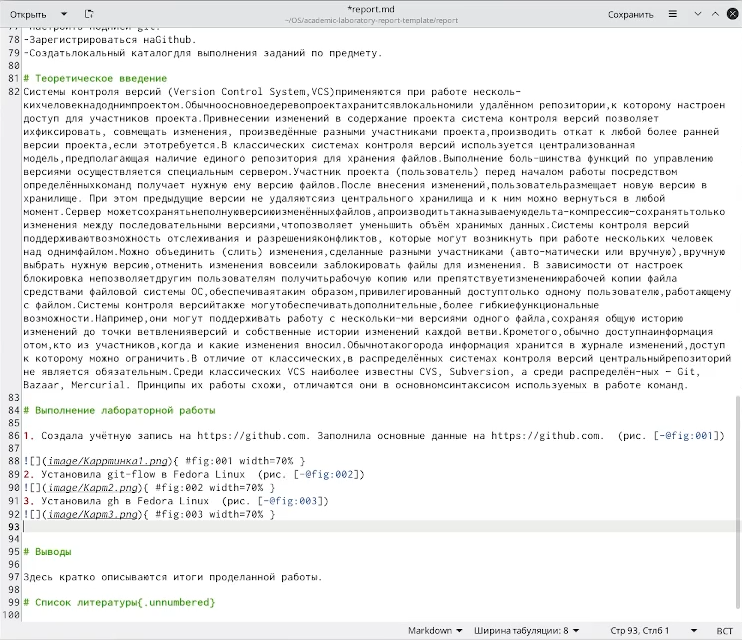 Открыть
*report.md
~/OS/academic-laboratory-report-template/report
Сохранить
77 -Настроить подписи git.
78 -Зарегистрироваться наGithub.
79 -Создатьлокальный каталогдля выполнения заданий по предмету.
80
81 # Теоретическое введение
82 Системы контроля версий (Version Control System,VCS)применяются при работе несколь-
кихчеловекнадоднимпроектом.Обычноосновноедеревопроектахранитсявлокальномили удалённом репозитории,к которому настроен
доступ для участников проекта.Привнесении изменений в содержание проекта система контроля версий позволяет
ихфиксировать, совмещать изменения, произведённые разными участниками проекта,производить откат к любой более ранней
версии проекта,если этотребуется.В классических системах контроля версий используется централизованная
модель,предполагающая наличие единого репозитория для хранения файлов.Выполнение боль-шинства функций по управлению
версиями осуществляется специальным сервером.Участник проекта (пользователь) перед началом работы посредством
определённыхкоманд получает нужную ему версию файлов.После внесения изменений,пользовательразмещает новую версию в
хранилище. При этом предыдущие версии не удаляютсяиз центрального хранилища и к ним можно вернуться в любой
момент.Сервер можетсохранятьнеполнуюверсиюизменённыхфайлов,апроизводитьтакназываемуюдельта-компрессию-сохранятьтолько
изменения между последовательными версиями,чтопозволяет уменьшить объём хранимых данных.Системы контроля версий
поддерживаютвозможность отслеживания и разрешенияконфликтов, которые могут возникнуть при работе нескольких человек
над однимфайлом.Можно объединить (слить) изменения,сделанные разными участниками (авто-матически или вручную),вручную
выбрать нужную версию,отменить изменения вовсеили заблокировать файлы для изменения. В зависимости от настроек
блокировка непозволяетдругим пользователям получитьрабочую копию или препятствуетизменениюрабочей копии файла
средствами файловой системы ОС,обеспечиваятаким образом,привилегированный доступтолько одному пользователю,работающему
с файлом.Системы контроля версийтакже могутобеспечиватьдополнительные,более гибкиефункциональные
возможности.Например,они могут поддерживать работу с нескольки-ми версиями одного файла,сохраняя общую историю
изменений до точки ветвленияверсий и собственные истории изменений каждой ветви.Крометого,обычно доступнаинформация
отом,кто из участников,когда и какие изменения вносил.Обычнотакогорода информация хранится в журнале изменений,доступ
к которому можно ограничить.В отличие от классических,в распределённых системах контроля версий центральныйрепозиторий
не является обязательным.Среди классических VCS наиболее известны CVS, Subversion, а среди распределён-ных — Git,
Bazaar, Mercurial. Принципы их работы схожи, отличаются они в основномсинтаксисом используемых в работе команд.
83
84 # Выполнение лабораторной работы
85
86 1. Создала учётную запись на https://github.com. Заполнила основные данные на https://github.com.  (рис. [-@fig:001])
87
88 ![](image/Карртинка1.png){ #fig:001 width=70% }
89 2. Установила git-flow в Fedora Linux  (рис. [-@fig:002])
90 ![](image/Карт2.png){ #fig:002 width=70% }
91 3. Установила gh в Fedora Linux  (рис. [-@fig:003])
92 ![](image/Карт3.png){ #fig:003 width=70% }
93
94
95 # Выводы
96
97 Здесь кратко описываются итоги проделанной работы.
98
99 # Список литературы{.unnumbered}
100
Markdown
Ширина табуляции: 8
Стр 93, Стлб 1
ВСТ